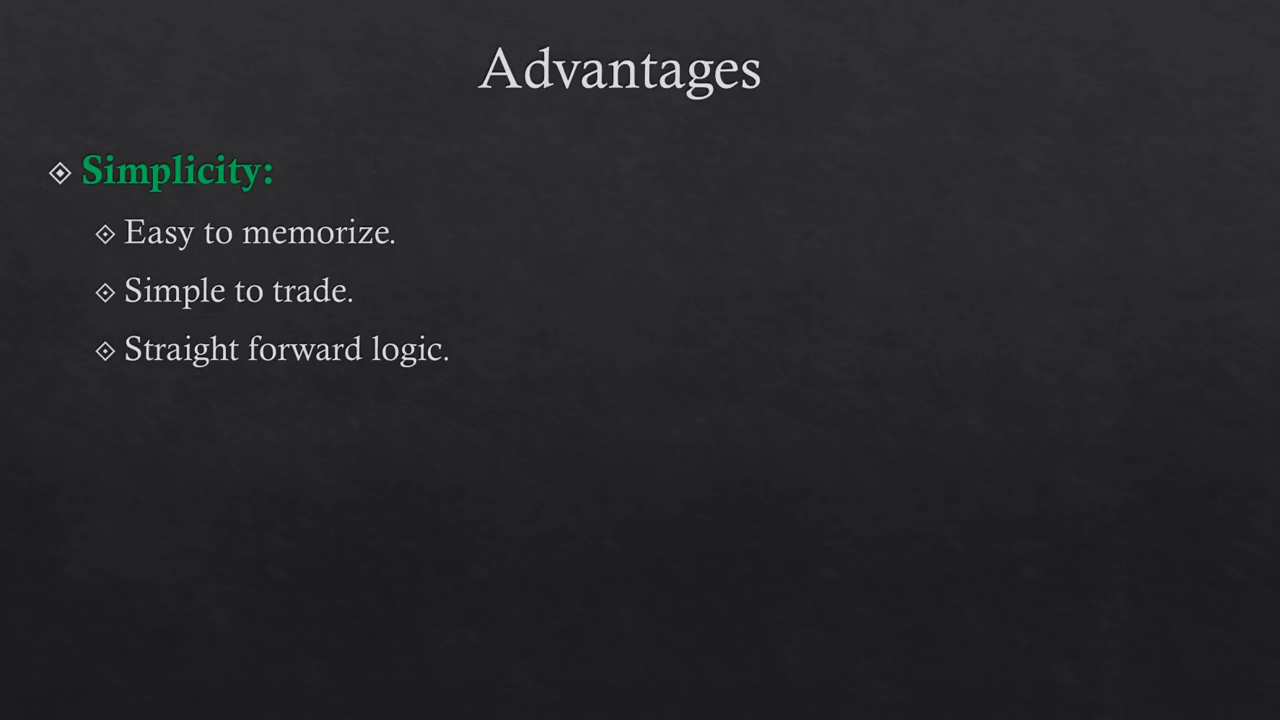 Advantages
Simplicity:
Easy to memorize.
Simple to trade.
Straight forward logic.